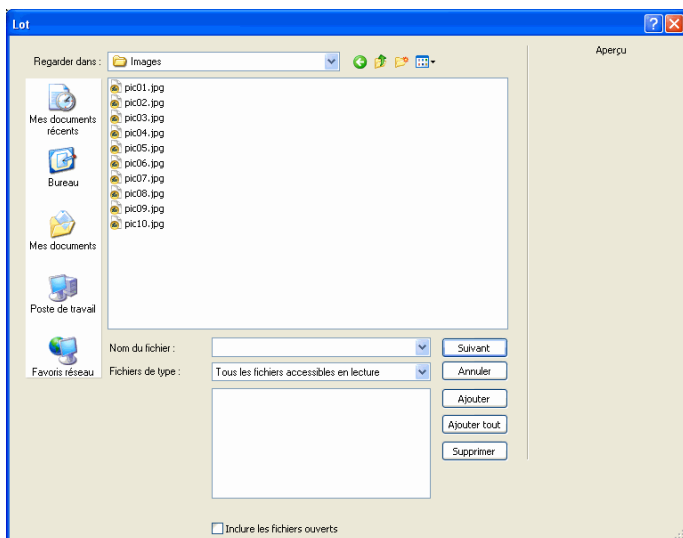 Lot
Regarder dans :
Images
Aperçu
Mes documents
récents
Bureau
Mes documents
Poste de travail
Favoris réseau
pic01.jpg
pic02.jpg
pic03.jpg
pic04.jpg
pic05.jpg
pic06.jpg
pic07.jpg
pic08.jpg
pic09.jpg
pic10.jpg
Nom du fichier :
Suivant
Fichiers de type :
Tous les fichiers accessibles en lecture
Annuler
Ajouter
Ajouter tout
Supprimer
Inclure les fichiers ouverts